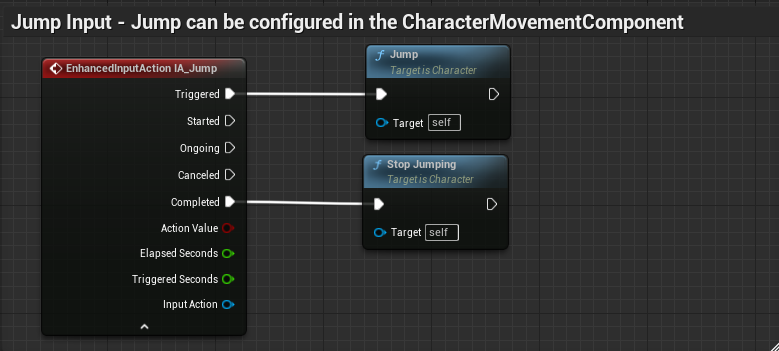 Jump Input - Jump can be configured in the CharacterMovementComponent
EnhancedInputAction IA_Jump
Triggered
Started
Ongoing
Canceled
Completed
Action Value
Elapsed Seconds
Triggered Seconds
Input Action
f Jump
Target is Character
Target self
f Stop Jumping
Target is Character
Target self